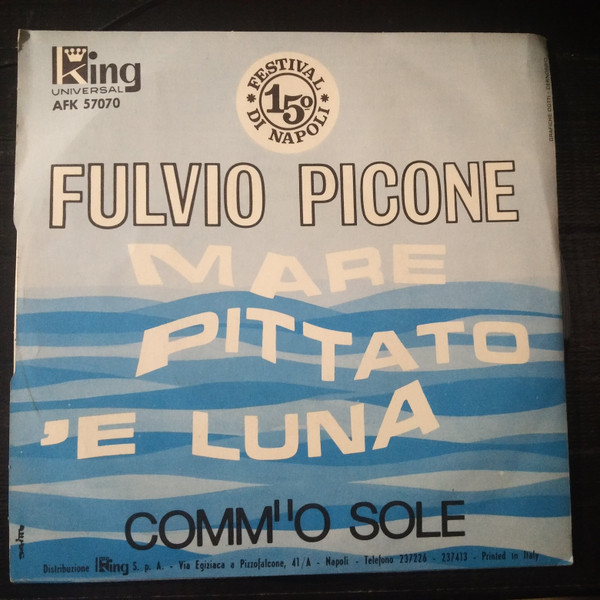 King
UNIVERSAL
AFK 57070
FESTIVAL
15º
DI NAPOLI
FULVIO PICONE
MARE
PITTATO
'E LUNA
COMM''O SOLE
Distribuzione King S. p. A. - Via Egiziaca a Pizzofalcone, 41/A - Napoli - Telefono 237326 - 237413 - Printed in Italy